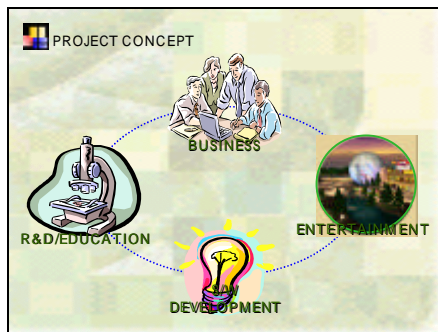 PROJECT CONCEPT
BUSINESS
R&D/EDUCATION
ENTERTAINMENT
S/W
DEVELOPMENT